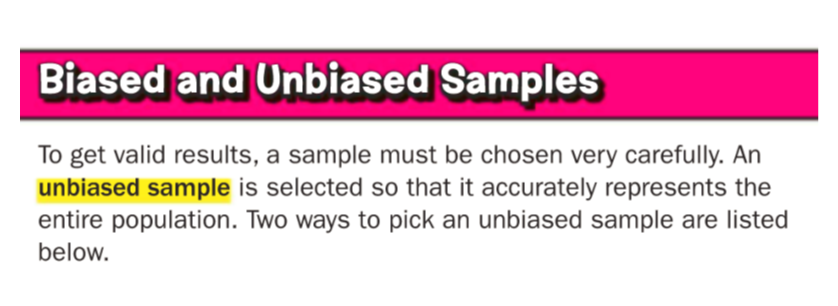 Biased and Unbiased Samples
To get valid results, a sample must be chosen very carefully. An
unbiased sample is selected so that it accurately represents the
entire population. Two ways to pick an unbiased sample are listed
below.